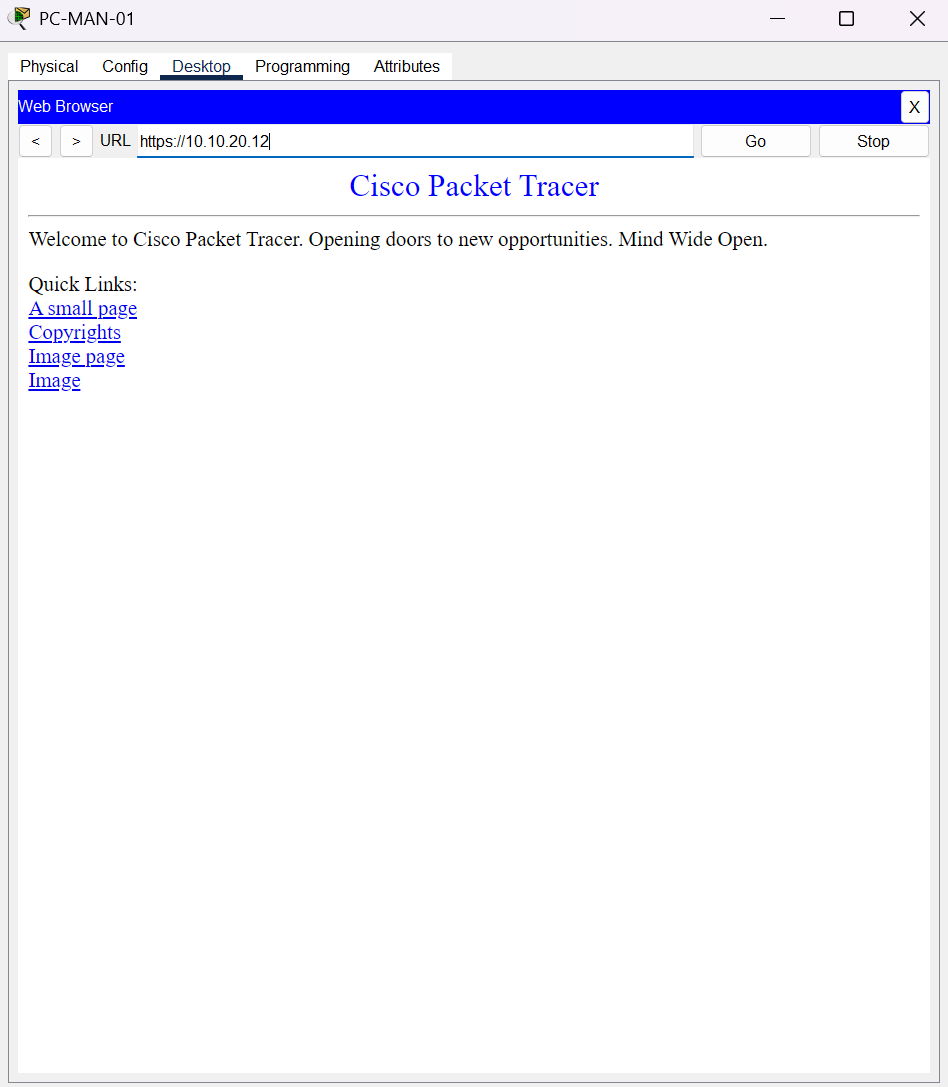 PC-MAN-01
Physical Config Desktop Programming Attributes
Web Browser X
< > URL https://10.10.20.12 Go Stop
Cisco Packet Tracer
Welcome to Cisco Packet Tracer. Opening doors to new opportunities. Mind Wide Open.
Quick Links:
A small page
Copyrights
Image page
Image